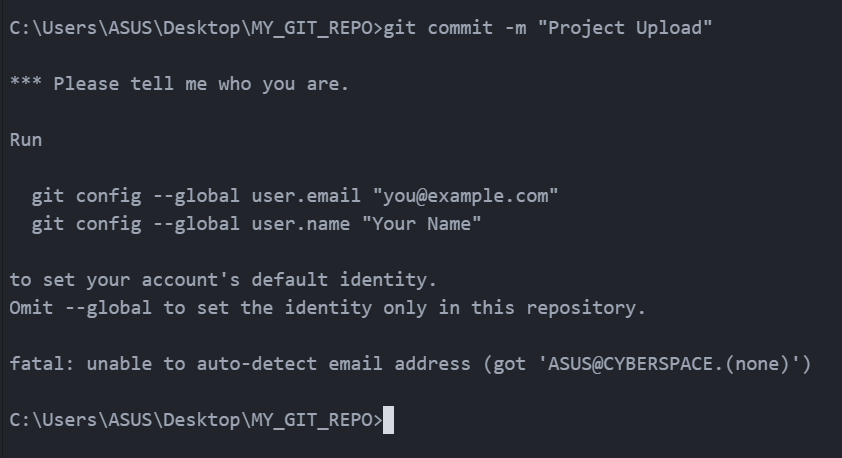 C:\Users\ASUS\Desktop\MY_GIT_REPO>git commit -m "Project Upload"
*** Please tell me who you are.
Run
git config --global user.email "you@example.com"
git config --global user.name "Your Name"
to set your account's default identity.
Omit --global to set the identity only in this repository.
fatal: unable to auto-detect email address (got 'ASUS@CYBERSPACE.(none)')
C:\Users\ASUS\Desktop\MY_GIT_REPO>